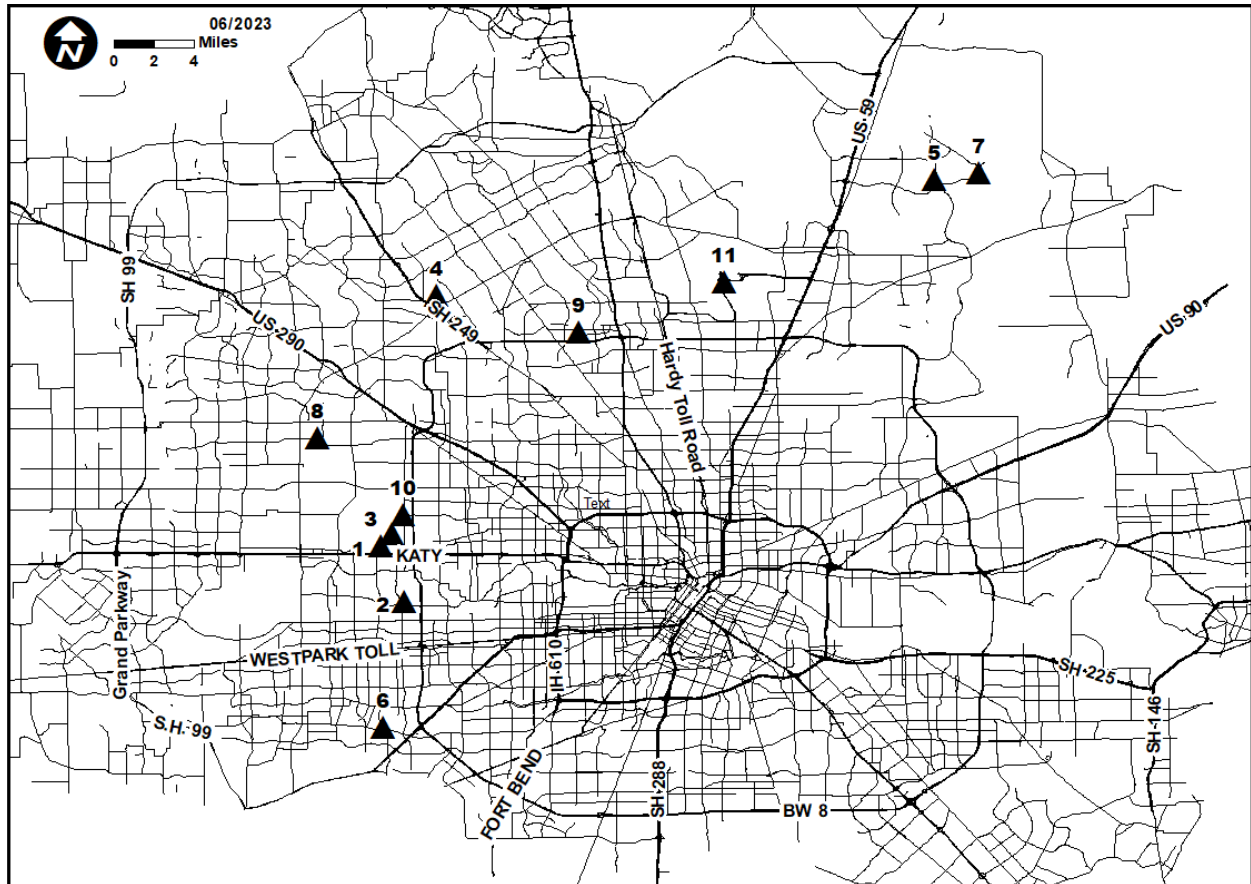 06/2023
N
Miles
0 2 4
US 59
5
7
SH 99
4
11
SH-249
9
US-290
US-90
Hardy Toll Road
8
10
Text
3
1
KATY
2
Grand Parkway
WESTPARK TOLL
IH-610
SH-225
6
S.H.-99
SH-146
FORT BEND
SH-288
BW 8